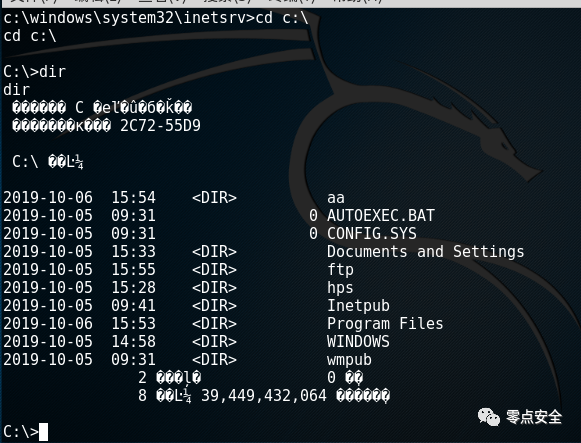 c:\windows\system32\inetsrv>cd c:\
cd c:\
C:\>dir
dir
C
2C72-55D9
C:\
2019-10-06 15:54 <DIR> aa
2019-10-05 09:31 0 AUTOEXEC.BAT
2019-10-05 09:31 0 CONFIG.SYS
2019-10-05 15:33 <DIR> Documents and Settings
2019-10-05 15:55 <DIR> ftp
2019-10-05 15:28 <DIR> hps
2019-10-05 09:41 <DIR> Inetpub
2019-10-06 15:53 <DIR> Program Files
2019-10-05 14:58 <DIR> WINDOWS
2019-10-05 09:31 <DIR> wmpub
2 0
8 39,449,432,064
C:\>
零点安全